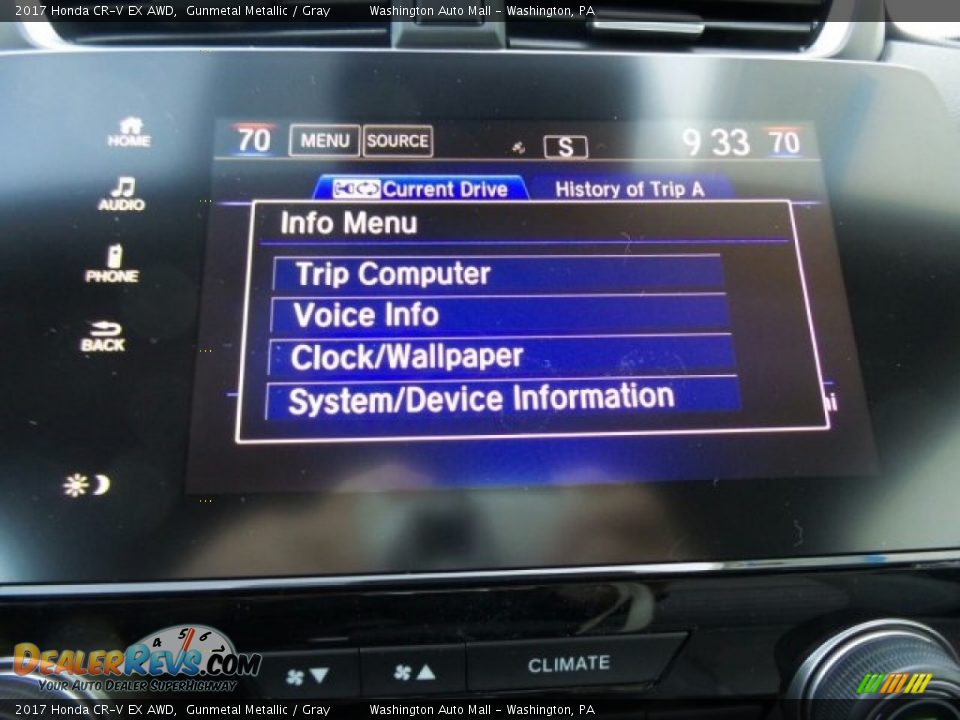 2017 Honda CR-V EX AWD, Gunmetal Metallic / Gray Washington Auto Mall - Washington, PA
HOME
AUDIO
PHONE
BACK
70 MENU SOURCE S 9 33 70
Current Drive History of Trip A
Info Menu
Trip Computer
Voice Info
Clock/Wallpaper
System/Device Information
CLIMATE
4 5 6
DEALERREVS.COM
YOUR AUTO DEALER SUPERHIGHWAY
2017 Honda CR-V EX AWD, Gunmetal Metallic / Gray Washington Auto Mall - Washington, PA